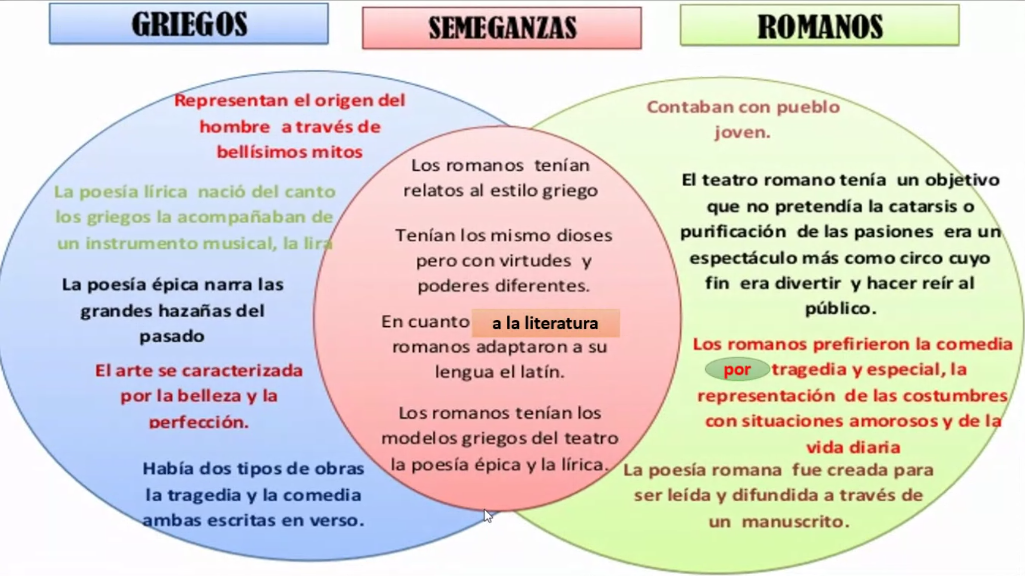 GRIEGOS
SEMEGANZAS
ROMANOS
Representan el origen del
hombre a través de
bellísimos mitos
La poesía lírica nació del canto
los griegos la acompañaban de
un instrumento musical, la lira
La poesía épica narra las
grandes hazañas del
pasado
El arte se caracterizada
por la belleza y la
perfección.
Había dos tipos de obras
la tragedia y la comedia
ambas escritas en verso.
Los romanos tenían
relatos al estilo griego
Tenían los mismo dioses
pero con virtudes y
poderes diferentes.
En cuanto a la literatura
romanos adaptaron a su
lengua el latín.
Los romanos tenían los
modelos griegos del teatro
la poesía épica y la lírica.
Contaban con pueblo
joven.
El teatro romano tenía un objetivo
que no pretendía la catarsis o
purificación de las pasiones era un
espectáculo más como circo cuyo
fin era divertir y hacer reír al
público.
Los romanos prefirieron la comedia
por tragedia y especial, la
representación de las costumbres
con situaciones amorosos y de la
vida diaria
La poesía romana fue creada para
ser leída y difundida a través de
un manuscrito.